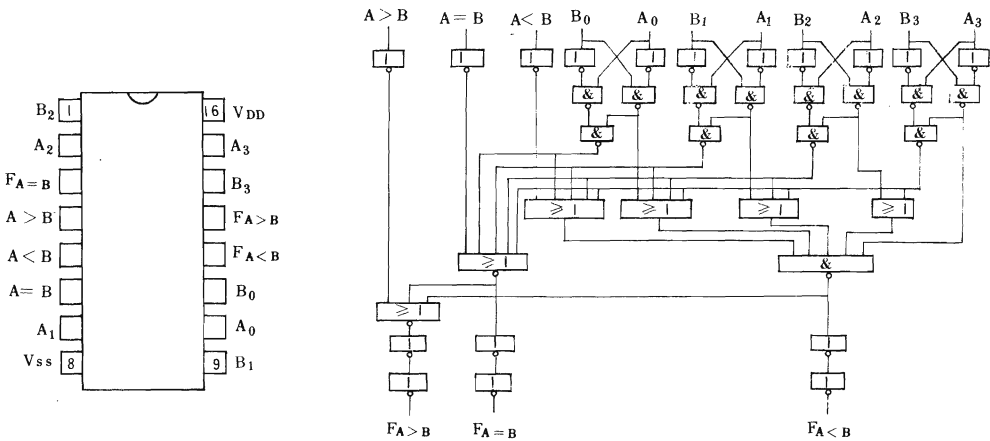 B2 1 16 VDD
A2 A3
FA=B B3
A>B FA>B
A<B FA<B
A=B B0
A1 A0
Vss 8 9 B1
A>B A=B A<B B0 A0 B1 A1 B2 A2 B3 A3
1 1 1 1 1 1 1 1 1 1 1
& & & & & & & &
& & & &
≥1 ≥1 ≥1 ≥1
≥1 &
≥1
1 1 1
1 1 1
FA>B FA=B FA<B